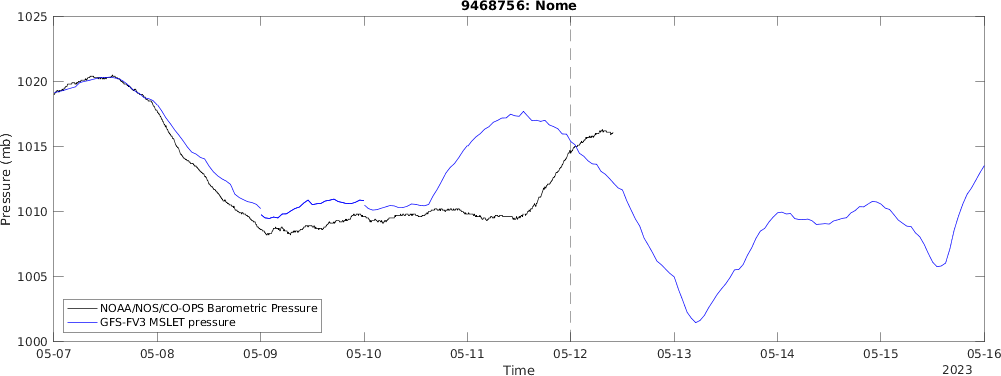 9468756: Nome
1025
1020
1015
1010
1005
1000
Pressure (mb)
NOAA/NOS/CO-OPS Barometric Pressure
GFS-FV3 MSLET pressure
05-07 05-08 05-09 05-10 05-11 05-12 05-13 05-14 05-15 05-16
Time
2023